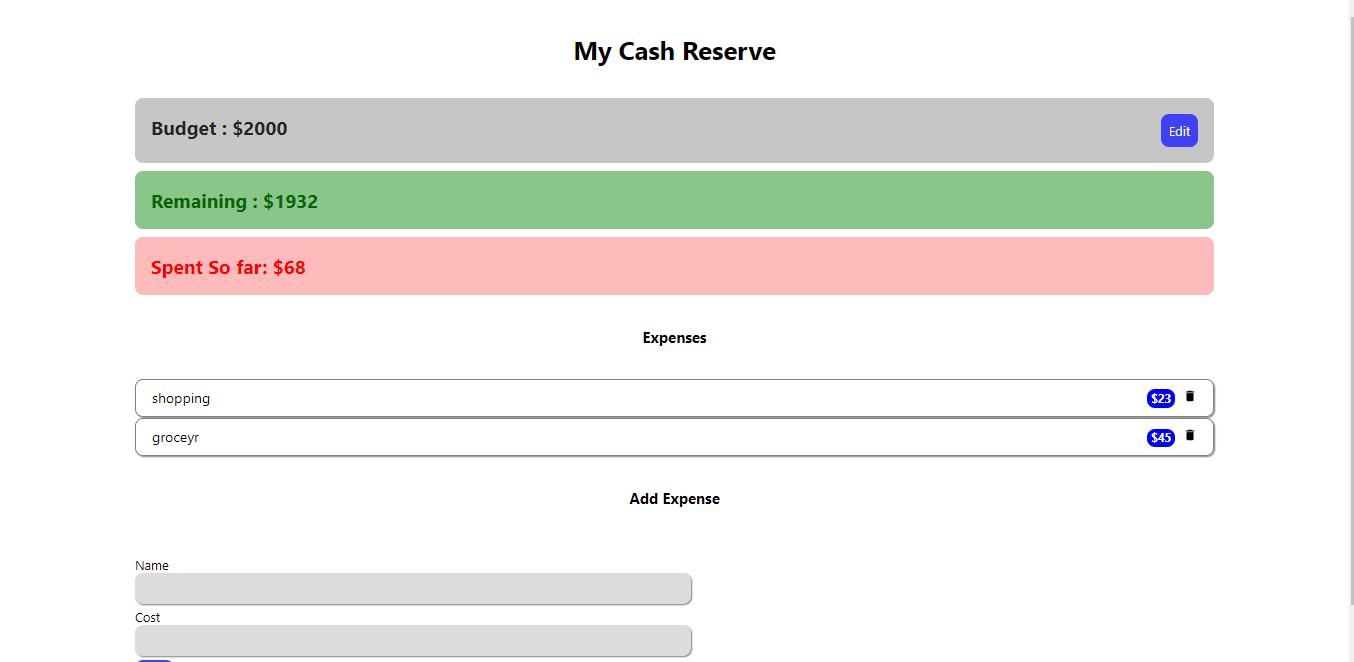 My Cash Reserve
Budget : $2000
Edit
Remaining : $1932
Spent So far: $68
Expenses
shopping $23
groceyr $45
Add Expense
Name
Cost